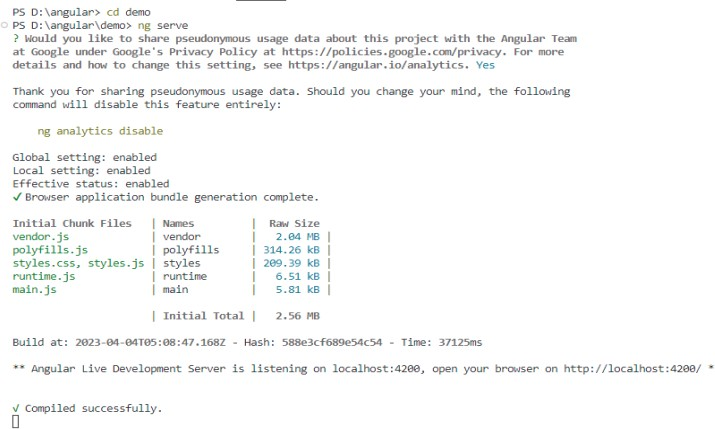 PS D:\angular> cd demo
PS D:\angular\demo> ng serve
? Would you like to share pseudonymous usage data about this project with the Angular Team
at Google under Google's Privacy Policy at https://policies.google.com/privacy. For more
details and how to change this setting, see https://angular.io/analytics. Yes
Thank you for sharing pseudonymous usage data. Should you change your mind, the following
command will disable this feature entirely:
ng analytics disable
Global setting: enabled
Local setting: enabled
Effective status: enabled
✓ Browser application bundle generation complete.
Initial Chunk Files | Names | Raw Size
vendor.js | vendor | 2.04 MB |
polyfills.js | polyfills | 314.26 kB |
styles.css, styles.js | styles | 209.39 kB |
runtime.js | runtime | 6.51 kB |
main.js | main | 5.81 kB |
| Initial Total | 2.56 MB
Build at: 2023-04-04T05:08:47.168Z - Hash: 588e3cf689e54c54 - Time: 37125ms
** Angular Live Development Server is listening on localhost:4200, open your browser on http://localhost:4200/ *
√ Compiled successfully.